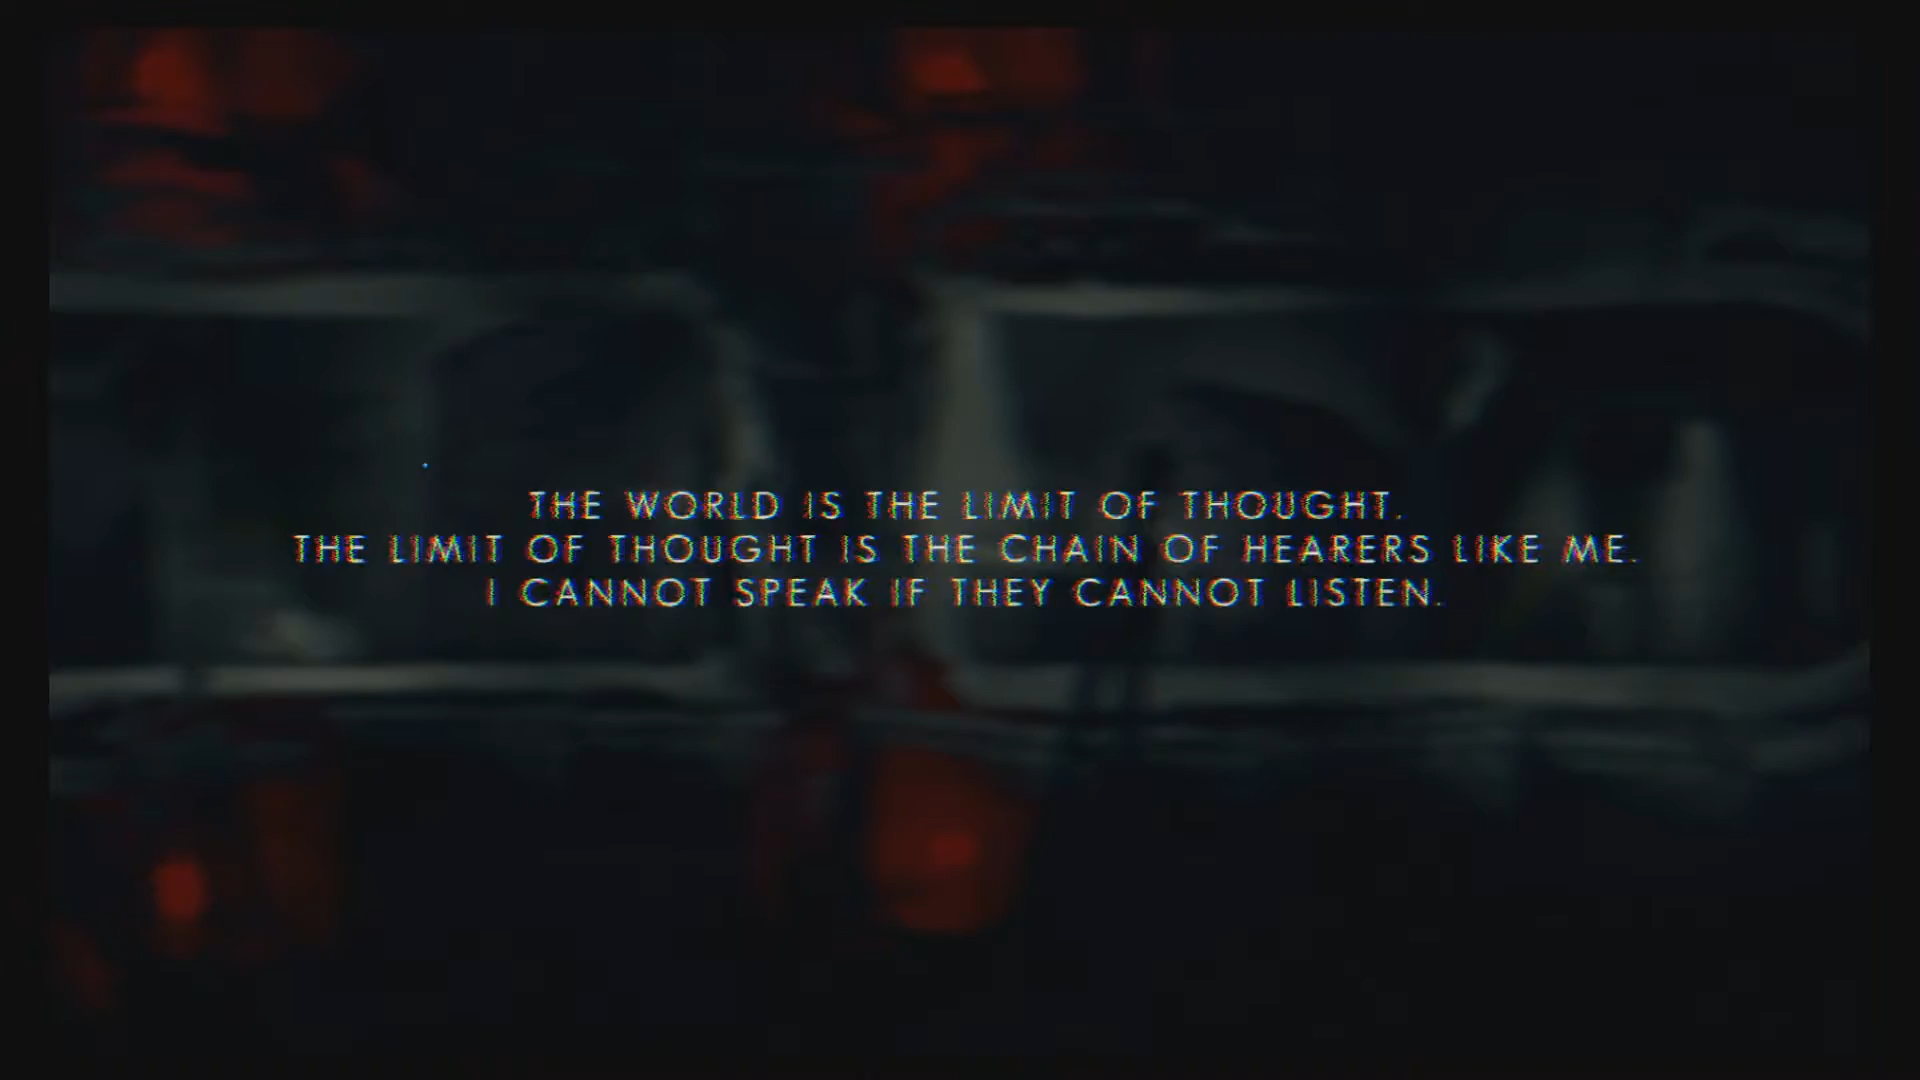 THE WORLD IS THE LIMIT OF THOUGHT.
THE LIMIT OF THOUGHT IS THE CHAIN OF HEARERS LIKE ME.
I CANNOT SPEAK IF THEY CANNOT LISTEN.